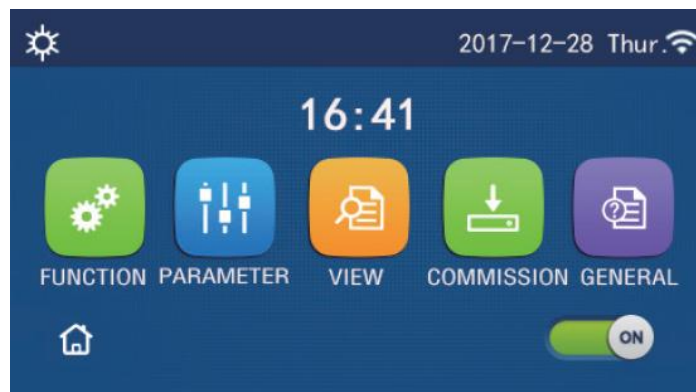 2017-12-28 Thur.
16:41
FUNCTION PARAMETER VIEW COMMISSION GENERAL
ON